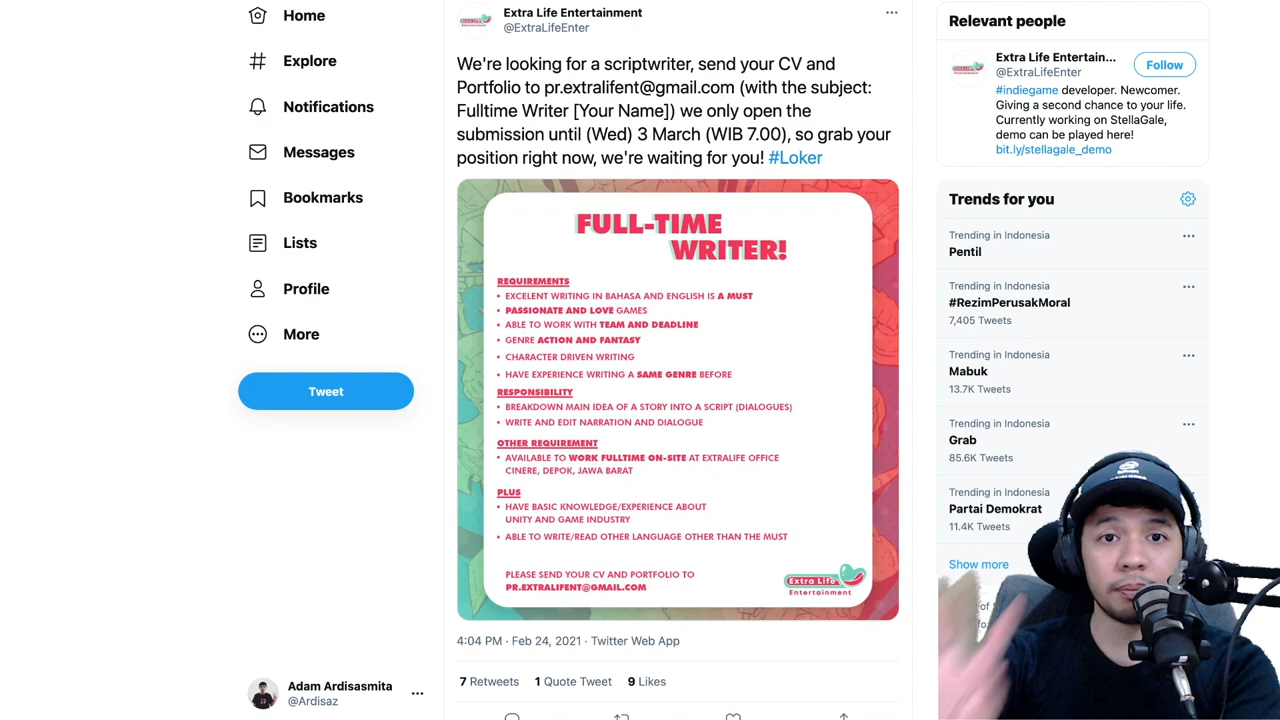 Home
Explore
Notifications
Messages
Bookmarks
Lists
Profile
More
Tweet
Adam Ardisasmita
@Ardisaz
Extra Life Entertainment
@ExtraLifeEnter
We're looking for a scriptwriter, send your CV and
Portfolio to pr.extralifent@gmail.com (with the subject:
Fulltime Writer [Your Name]) we only open the
submission until (Wed) 3 March (WIB 7.00), so grab your
position right now, we're waiting for you! #Loker
FULL-TIME
WRITER!
REQUIREMENTS
• EXCELENT WRITING IN BAHASA AND ENGLISH IS A MUST
• PASSIONATE AND LOVE GAMES
• ABLE TO WORK WITH TEAM AND DEADLINE
• GENRE ACTION AND FANTASY
• CHARACTER DRIVEN WRITING
• HAVE EXPERIENCE WRITING A SAME GENRE BEFORE
RESPONSIBILITY
• BREAKDOWN MAIN IDEA OF A STORY INTO A SCRIPT (DIALOGUES)
• WRITE AND EDIT NARRATION AND DIALOGUE
OTHER REQUIREMENT
• AVAILABLE TO WORK FULLTIME ON-SITE AT EXTRALIFE OFFICE
CINERE, DEPOK, JAWA BARAT
PLUS
• HAVE BASIC KNOWLEDGE/EXPERIENCE ABOUT
UNITY AND GAME INDUSTRY
• ABLE TO WRITE/READ OTHER LANGUAGE OTHER THAN THE MUST
PLEASE SEND YOUR CV AND PORTFOLIO TO
PR.EXTRALIFENT@GMAIL.COM
Extra Life
Entertainment
4:04 PM · Feb 24, 2021 · Twitter Web App
7 Retweets 1 Quote Tweet 9 Likes
Relevant people
Extra Life Entertain...
@ExtraLifeEnter
Follow
#indiegame developer. Newcomer.
Giving a second chance to your life.
Currently working on StellaGale,
demo can be played here!
bit.ly/stellagale_demo
Trends for you
Trending in Indonesia
Pentil
Trending in Indonesia
#RezimPerusakMoral
7,405 Tweets
Trending in Indonesia
Mabuk
13.7K Tweets
Trending in Indonesia
Grab
85.6K Tweets
Trending in Indonesia
Partai Demokrat
11.4K Tweets
Show more